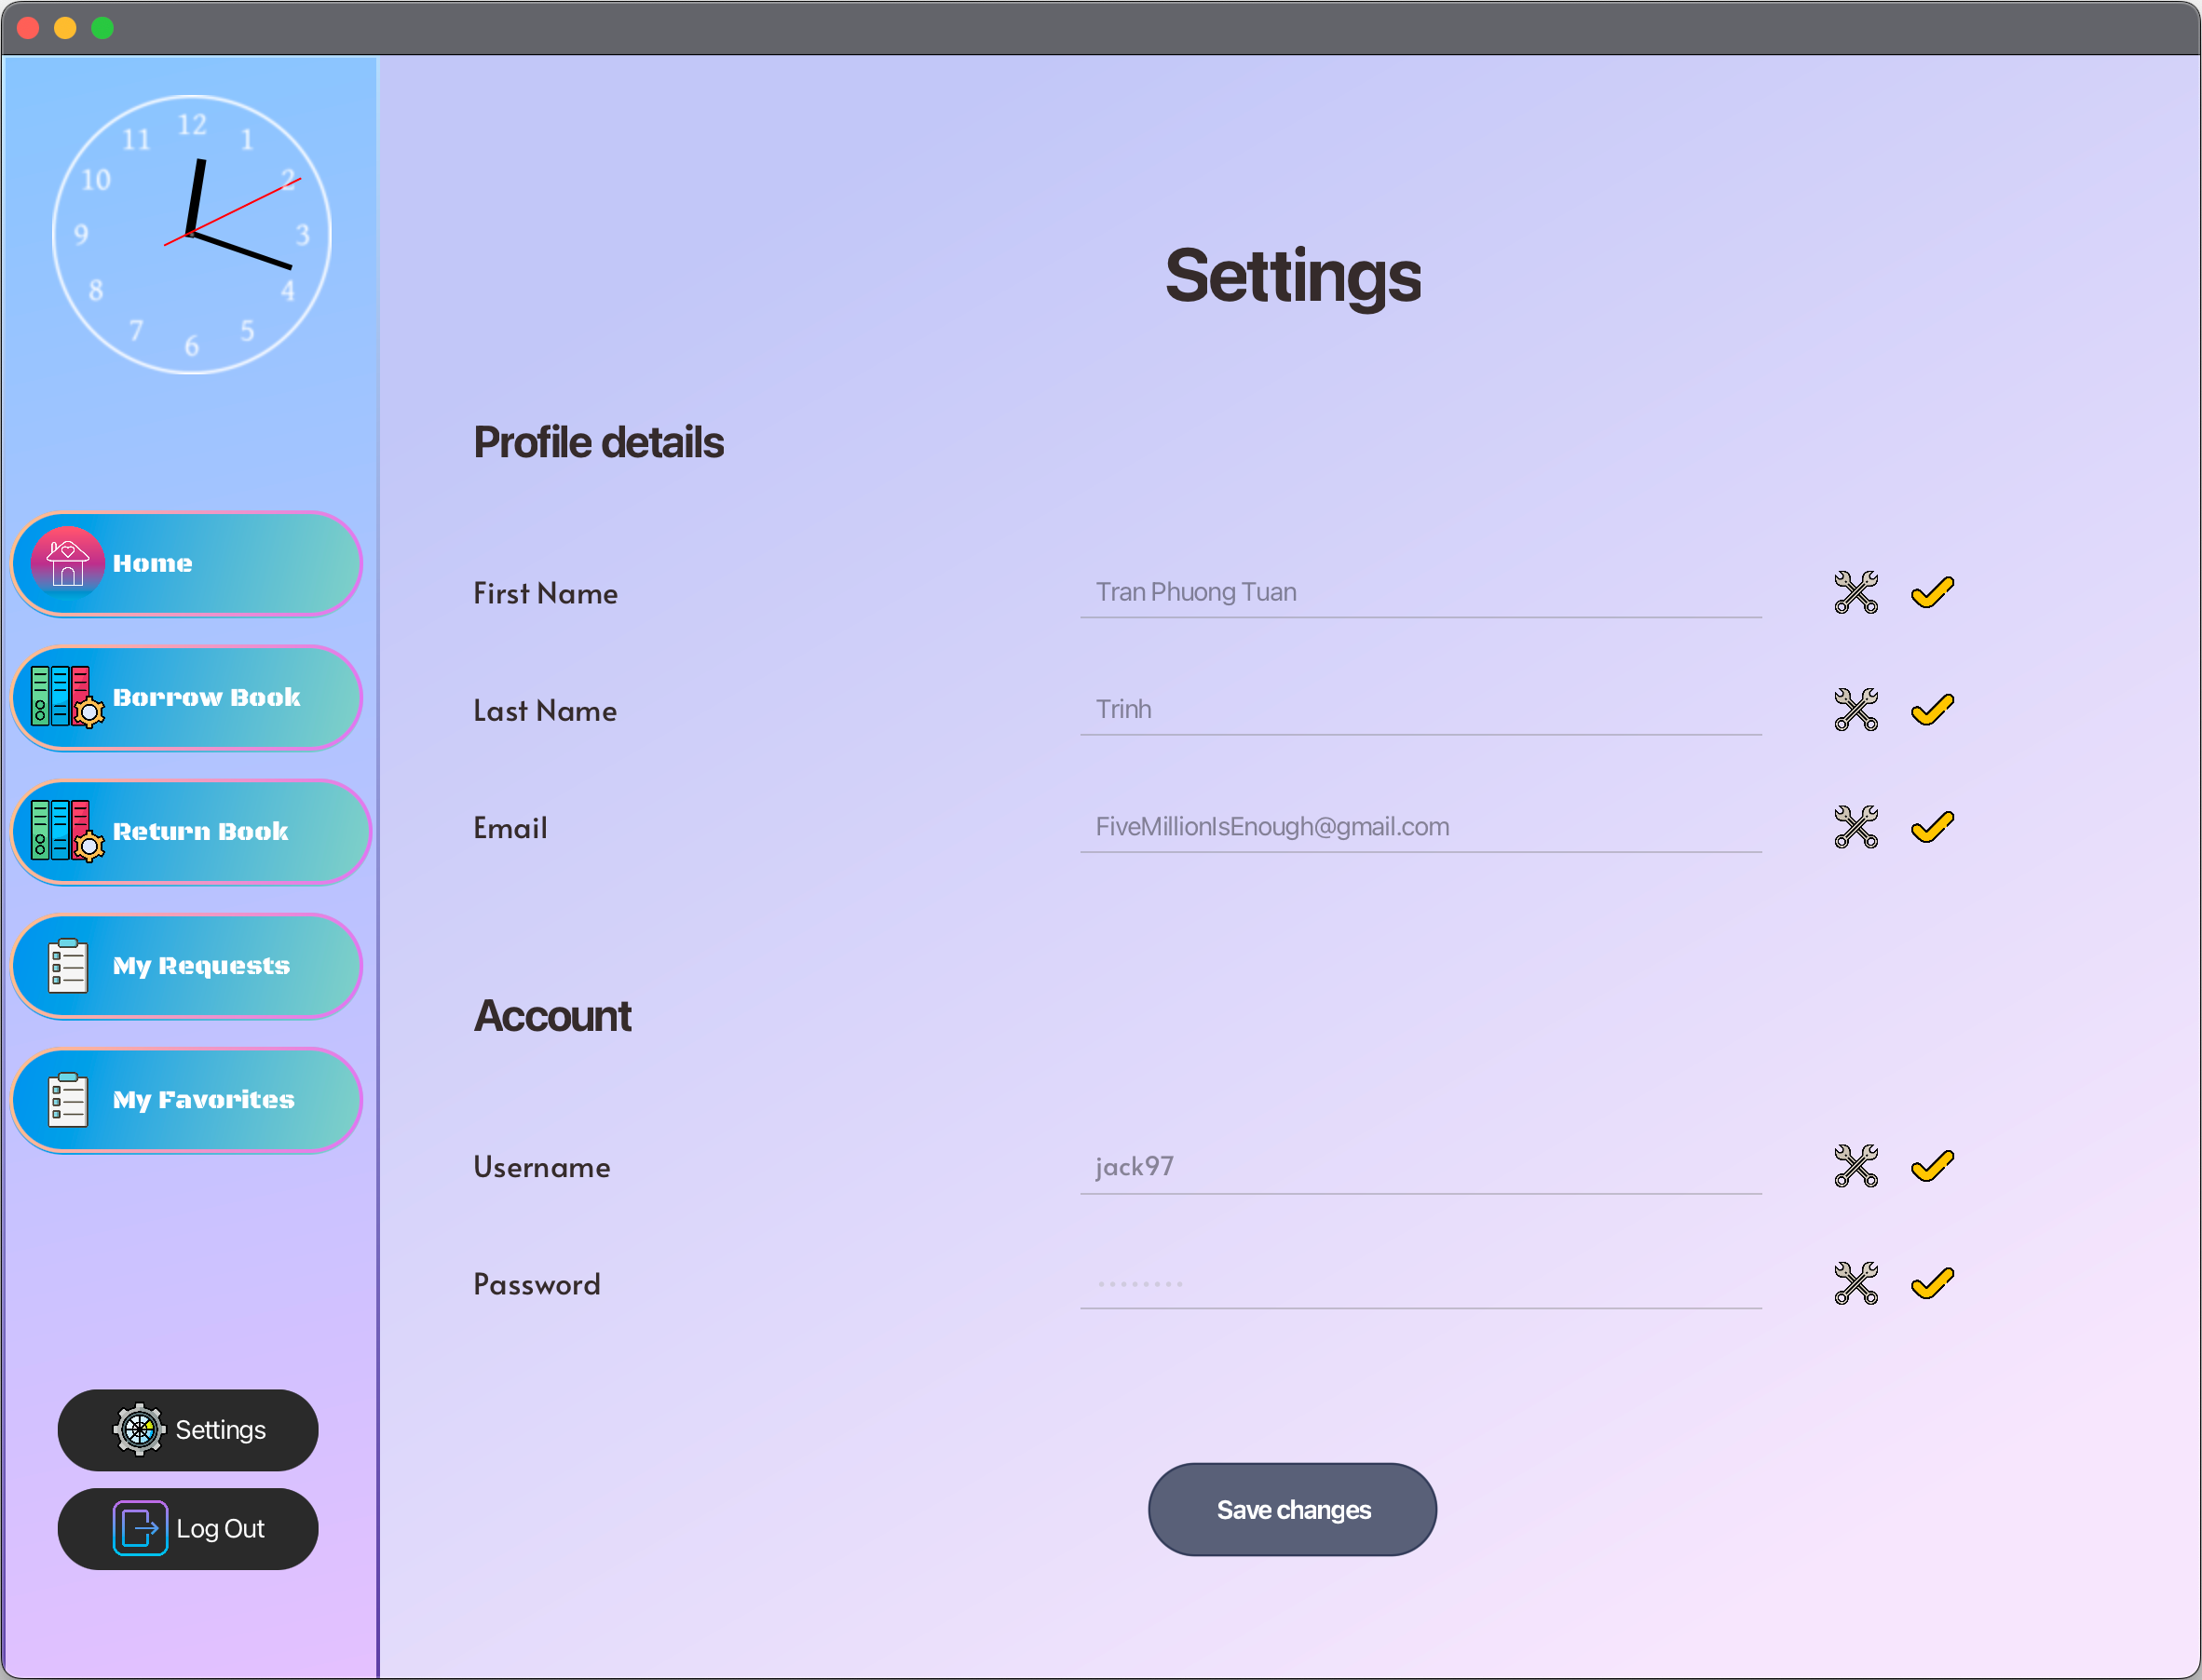 12
11
1
10
2
9
3
8
4
7
5
6
Home
Borrow Book
Return Book
My Requests
My Favorites
Settings
Log Out
Settings
Profile details
First Name
Tran Phuong Tuan
Last Name
Trinh
Email
FiveMillionIsEnough@gmail.com
Account
Username
jack97
Password
••••••••
Save changes